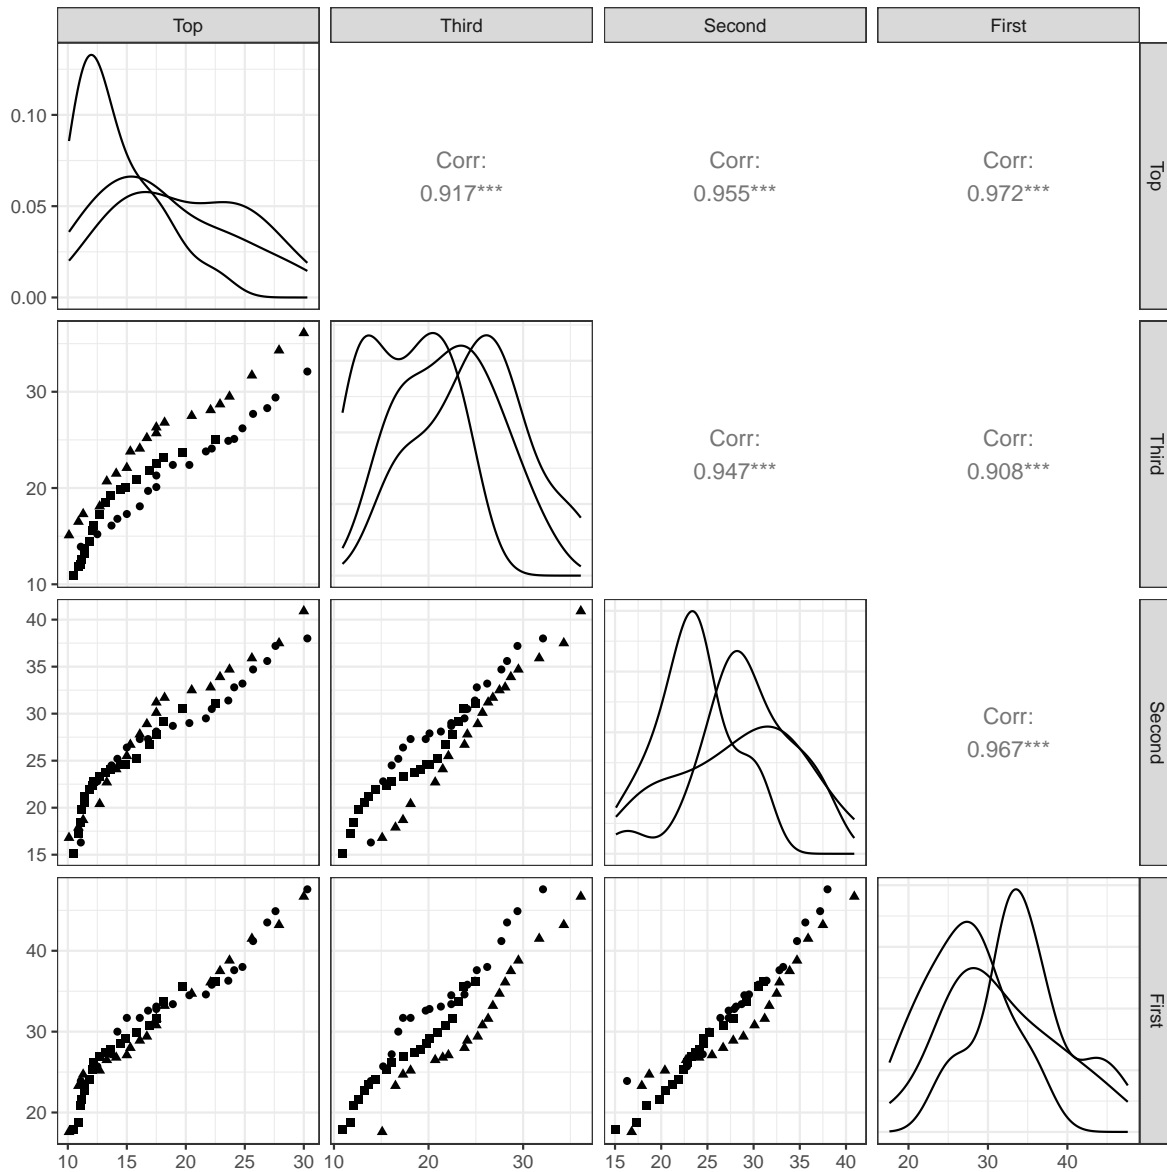 Top Third Second First
0.10
0.05
0.00
Corr:
0.917***
Corr:
0.955***
Corr:
0.972***
Top
30
20
10
Corr:
0.947***
Corr:
0.908***
Third
40
35
30
25
20
15
Corr:
0.967***
Second
40
30
20
First
10 15 20 25 30 10 20 30 15 20 25 30 35 40 20 30 40